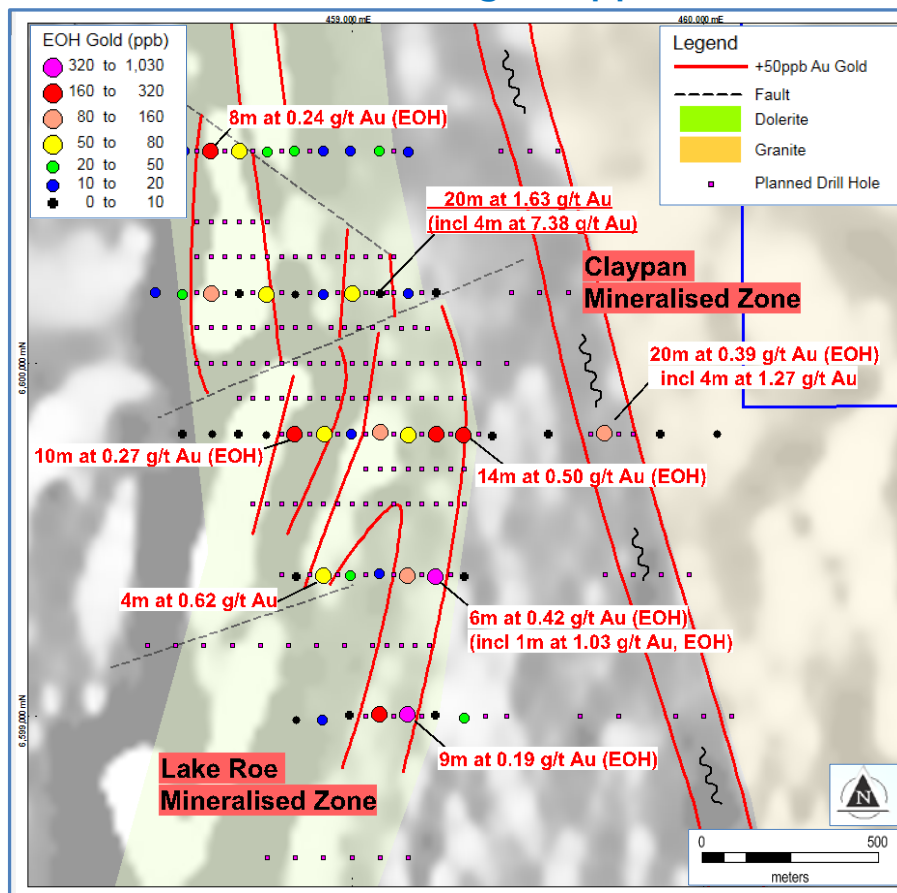 459,000 mE
460,000 mE
EOH Gold (ppb)
320 to 1,030
160 to 320
80 to 160
50 to 80
20 to 50
10 to 20
0 to 10
Legend
+50ppb Au Gold
Fault
Dolerite
Granite
Planned Drill Hole
8m at 0.24 g/t Au (EOH)
20m at 1.63 g/t Au
(incl 4m at 7.38 g/t Au)
Claypan
Mineralised Zone
6,600,000 mN
20m at 0.39 g/t Au (EOH)
incl 4m at 1.27 g/t Au
10m at 0.27 g/t Au (EOH)
14m at 0.50 g/t Au (EOH)
4m at 0.62 g/t Au
6m at 0.42 g/t Au (EOH)
(incl 1m at 1.03 g/t Au, EOH)
6,599,000 mN
9m at 0.19 g/t Au (EOH)
Lake Roe
Mineralised Zone
N
0 500
meters